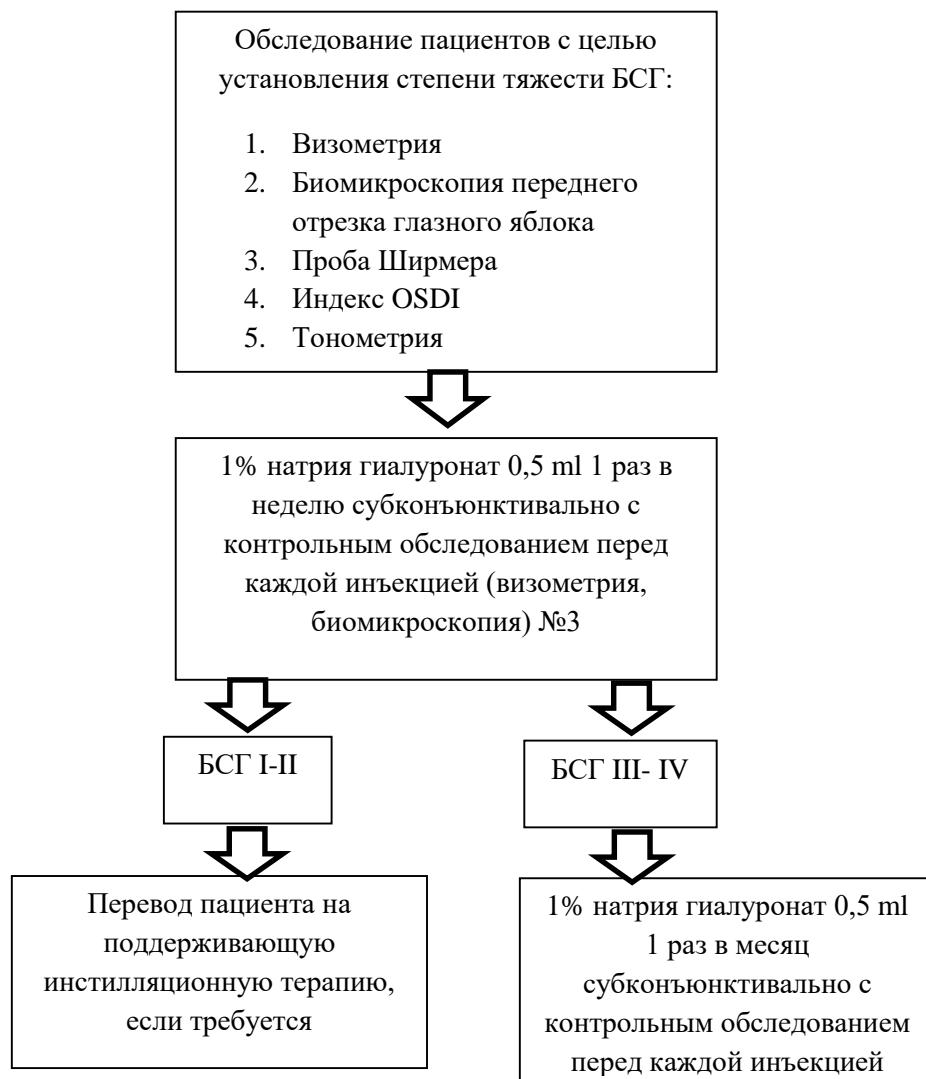 Обследование пациентов с целью
установления степени тяжести БСГ:
1. Визометрия
2. Биомикроскопия переднего
отрезка глазного яблока
3. Проба Ширмера
4. Индекс OSDI
5. Тонометрия
1% натрия гиалуронат 0,5 ml 1 раз в
неделю субконъюнктивально с
контрольным обследованием перед
каждой инъекцией (визометрия,
биомикроскопия) №3
БСГ I-II
БСГ III- IV
Перевод пациента на
поддерживающую
инстилляционную терапию,
если требуется
1% натрия гиалуронат 0,5 ml
1 раз в месяц
субконъюнктивально с
контрольным обследованием
перед каждой инъекцией